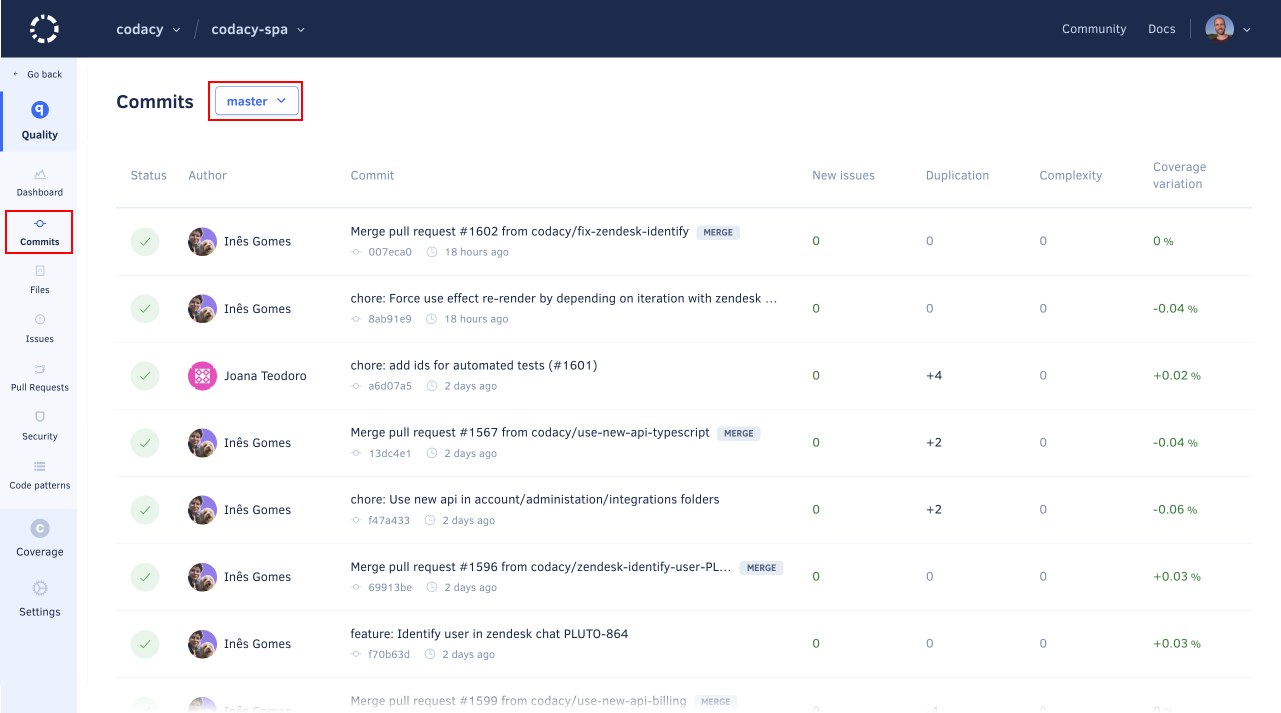 codacy
codacy-spa
Community
Docs
Go back
Quality
Dashboard
Commits
Files
Issues
Pull Requests
Security
Code patterns
Coverage
Settings
Commits
master
Status Author Commit New issues Duplication Complexity Coverage variation
Inês Gomes
Merge pull request #1602 from codacy/fix-zendesk-identify MERGE
007eca0 18 hours ago
0 0 0 0 %
Inês Gomes
chore: Force use effect re-render by depending on iteration with zendesk ...
8ab91e9 18 hours ago
0 0 0 -0.04 %
Joana Teodoro
chore: add ids for automated tests (#1601)
a6d07a5 2 days ago
0 +4 0 +0.02 %
Inês Gomes
Merge pull request #1567 from codacy/use-new-api-typescript MERGE
13dc4e1 2 days ago
0 +2 0 -0.04 %
Inês Gomes
chore: Use new api in account/administation/integrations folders
f47a433 2 days ago
0 +2 0 -0.06 %
Inês Gomes
Merge pull request #1596 from codacy/zendesk-identify-user-PL... MERGE
69913be 2 days ago
0 0 0 +0.03 %
Inês Gomes
feature: Identify user in zendesk chat PLUTO-864
f70b63d 2 days ago
0 0 0 +0.03 %
Inês Gomes
Merge pull request #1599 from codacy/use-new-api-billing MERGE